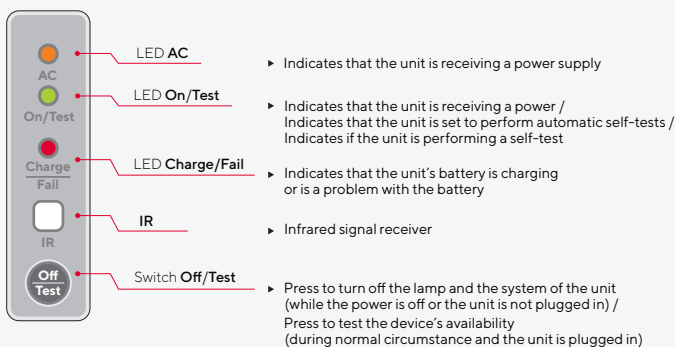 AC
On/Test
Charge
Fail
IR
Off
Test
LED AC
▶ Indicates that the unit is receiving a power supply
LED On/Test
▶ Indicates that the unit is receiving a power /
Indicates that the unit is set to perform automatic self-tests /
Indicates if the unit is performing a self-test
LED Charge/Fail
▶ Indicates that the unit's battery is charging
or is a problem with the battery
IR
▶ Infrared signal receiver
Switch Off/Test
▶ Press to turn off the lamp and the system of the unit
(while the power is off or the unit is not plugged in) /
Press to test the device's availability
(during normal circumstance and the unit is plugged in)